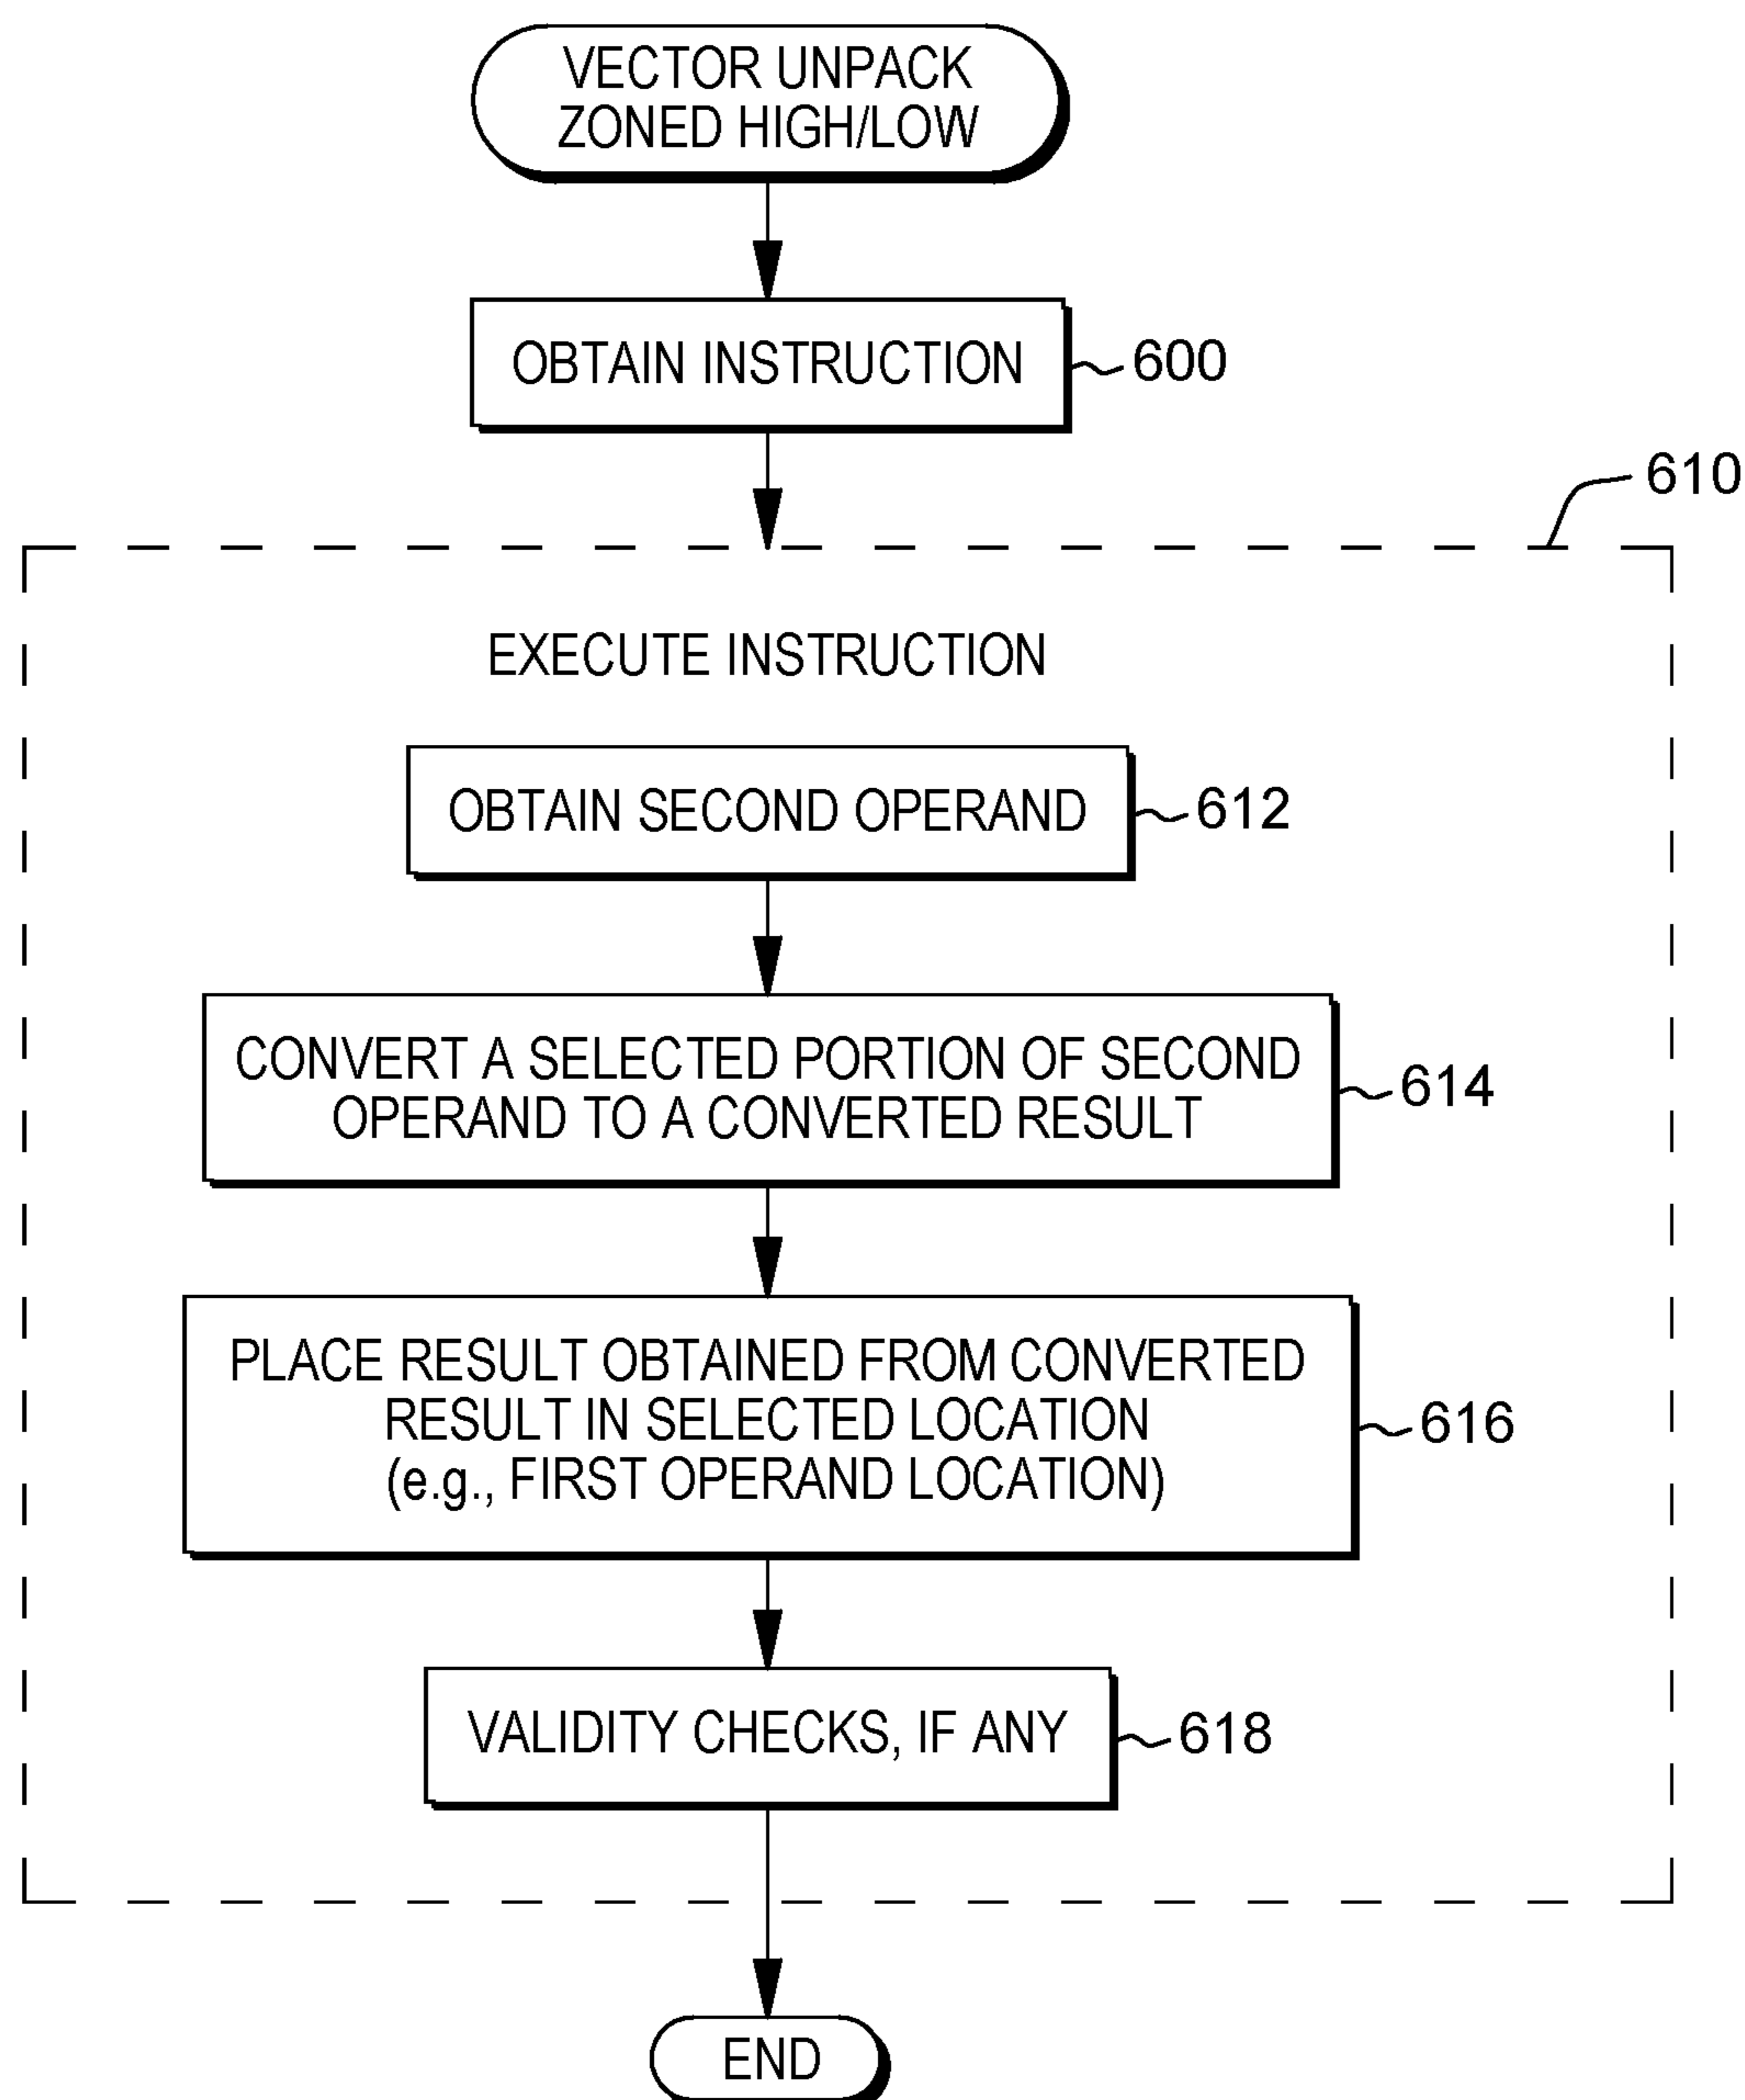 VECTOR UNPACK
ZONED HIGH/LOW
OBTAIN INSTRUCTION
600
610
EXECUTE INSTRUCTION
OBTAIN SECOND OPERAND
612
CONVERT A SELECTED PORTION OF SECOND
OPERAND TO A CONVERTED RESULT
614
PLACE RESULT OBTAINED FROM CONVERTED
RESULT IN SELECTED LOCATION
(e.g., FIRST OPERAND LOCATION)
616
VALIDITY CHECKS, IF ANY
618
END